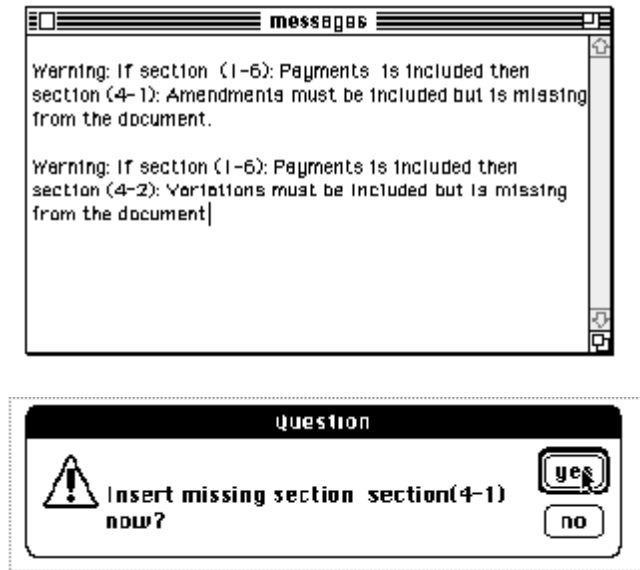 messages
Warning: If section (1-6): Payments is included then
section (4-1): Amendments must be included but is missing
from the document.
Warning: If section (1-6): Payments is included then
section (4-2): Variations must be included but is missing
from the document
Question
Insert missing section section(4-1)
now?
yes
no